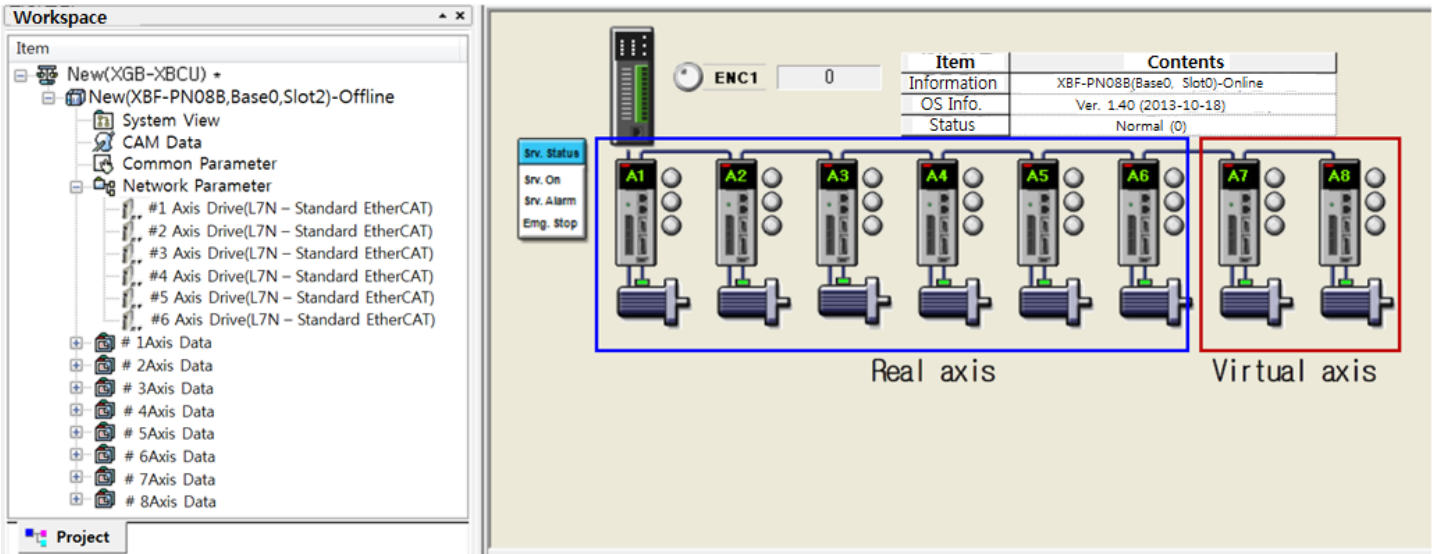 Workspace
Item
New(XGB-XBCU) *
New(XBF-PN08B,Base0,Slot2)-Offline
System View
CAM Data
Common Parameter
Network Parameter
#1 Axis Drive(L7N – Standard EtherCAT)
#2 Axis Drive(L7N – Standard EtherCAT)
#3 Axis Drive(L7N – Standard EtherCAT)
#4 Axis Drive(L7N – Standard EtherCAT)
#5 Axis Drive(L7N – Standard EtherCAT)
#6 Axis Drive(L7N – Standard EtherCAT)
# 1Axis Data
# 2Axis Data
# 3Axis Data
# 4Axis Data
# 5Axis Data
# 6Axis Data
# 7Axis Data
# 8Axis Data
Project
ENC1 0
Item Contents
Information XBF-PN08B(Base0, Slot0)-Online
OS Info. Ver. 1.40 (2013-10-18)
Status Normal (0)
Srv. Status
Srv. On
Srv. Alarm
Emg. Stop
A1 A2 A3 A4 A5 A6 A7 A8
Real axis Virtual axis